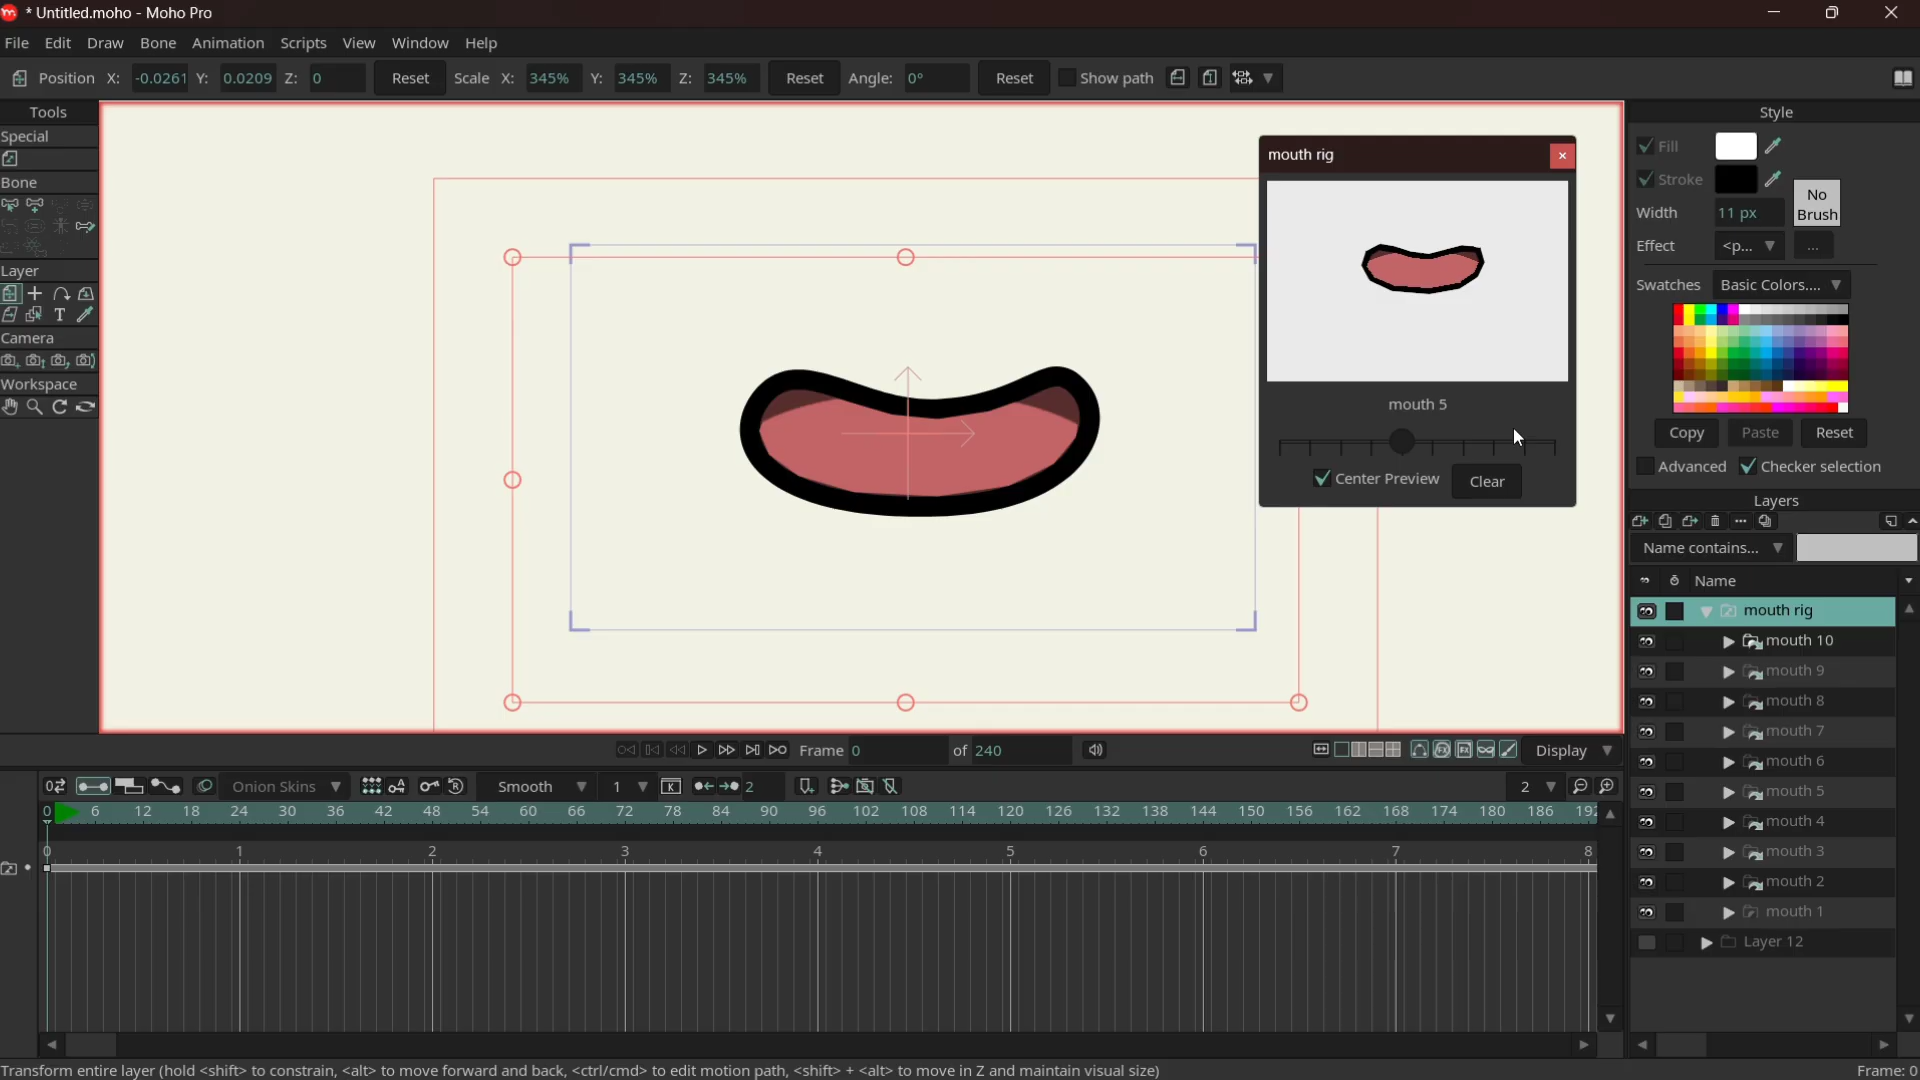 * Untitled.moho - Moho Pro
File Edit Draw Bone Animation Scripts View Window Help
Position X: -0.0261 Y: 0.0209 Z: 0 Reset Scale X: 345% Y: 345% Z: 345% Reset Angle: 0° Reset Show path
Tools
Special
Bone
Layer
T
Camera
Workspace
mouth rig
mouth 5
Center Preview Clear
Style
Fill
Stroke
No
Brush
Width 11 px
Effect <p... ...
Swatches Basic Colors....
Copy Paste Reset
Advanced Checker selection
Layers
Name contains...
Name
mouth rig
mouth 10
mouth 9
mouth 8
mouth 7
mouth 6
mouth 5
mouth 4
mouth 3
mouth 2
mouth 1
Layer 12
Frame 0 of 240 Display
Onion Skins Smooth 1 2 2
0 6 12 18 24 30 36 42 48 54 60 66 72 78 84 90 96 102 108 114 120 126 132 138 144 150 156 162 168 174 180 186 192
0 1 2 3 4 5 6 7 8
Transform entire layer (hold <shift> to constrain, <alt> to move forward and back, <ctrl/cmd> to edit motion path, <shift> + <alt> to move in Z and maintain visual size) Frame: 0